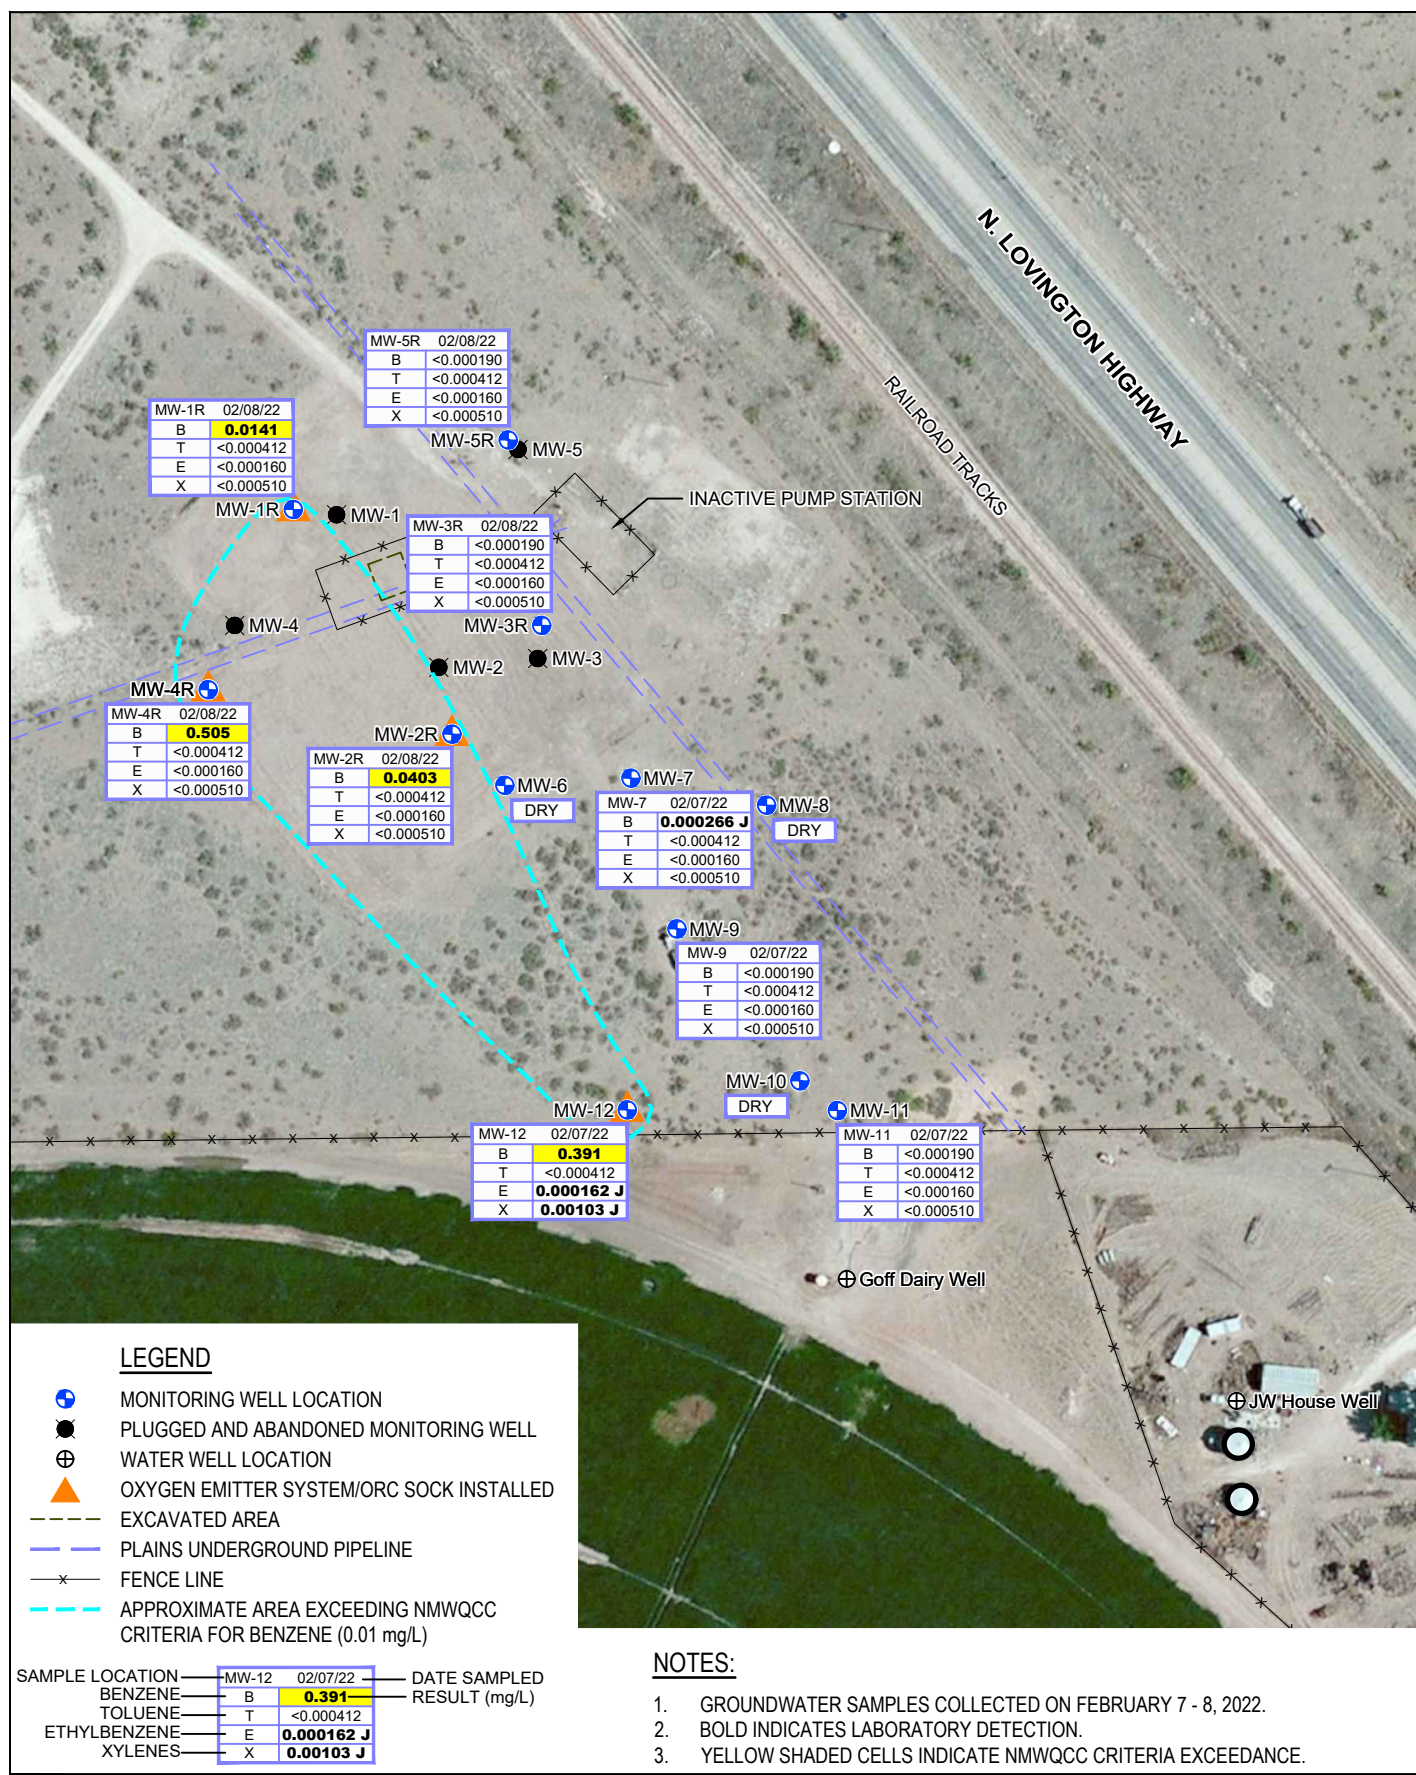 N. LOVINGTON HIGHWAY
RAILROAD TRACKS
MW-5R 02/08/22
B <0.000190
T <0.000412
E <0.000160
X <0.000510
MW-5R
MW-5
MW-1R 02/08/22
B 0.0141
T <0.000412
E <0.000160
X <0.000510
MW-1R
MW-1
INACTIVE PUMP STATION
MW-3R 02/08/22
B <0.000190
T <0.000412
E <0.000160
X <0.000510
MW-3R
MW-4
MW-3
MW-2
MW-4R
MW-4R 02/08/22
B 0.505
T <0.000412
E <0.000160
X <0.000510
MW-2R
MW-2R 02/08/22
B 0.0403
T <0.000412
E <0.000160
X <0.000510
MW-6
DRY
MW-7
MW-7 02/07/22
B 0.000266 J
T <0.000412
E <0.000160
X <0.000510
MW-8
DRY
MW-9
MW-9 02/07/22
B <0.000190
T <0.000412
E <0.000160
X <0.000510
MW-10
DRY
MW-12
MW-12 02/07/22
B 0.391
T <0.000412
E 0.000162 J
X 0.00103 J
MW-11
MW-11 02/07/22
B <0.000190
T <0.000412
E <0.000160
X <0.000510
Goff Dairy Well
JW House Well
LEGEND
MONITORING WELL LOCATION
PLUGGED AND ABANDONED MONITORING WELL
WATER WELL LOCATION
OXYGEN EMITTER SYSTEM/ORC SOCK INSTALLED
EXCAVATED AREA
PLAINS UNDERGROUND PIPELINE
FENCE LINE
APPROXIMATE AREA EXCEEDING NMWQCC
CRITERIA FOR BENZENE (0.01 mg/L)
SAMPLE LOCATION MW-12 02/07/22 DATE SAMPLED
BENZENE B 0.391 RESULT (mg/L)
TOLUENE T <0.000412
ETHYLBENZENE E 0.000162 J
XYLENES X 0.00103 J
NOTES:
1. GROUNDWATER SAMPLES COLLECTED ON FEBRUARY 7 - 8, 2022.
2. BOLD INDICATES LABORATORY DETECTION.
3. YELLOW SHADED CELLS INDICATE NMWQCC CRITERIA EXCEEDANCE.